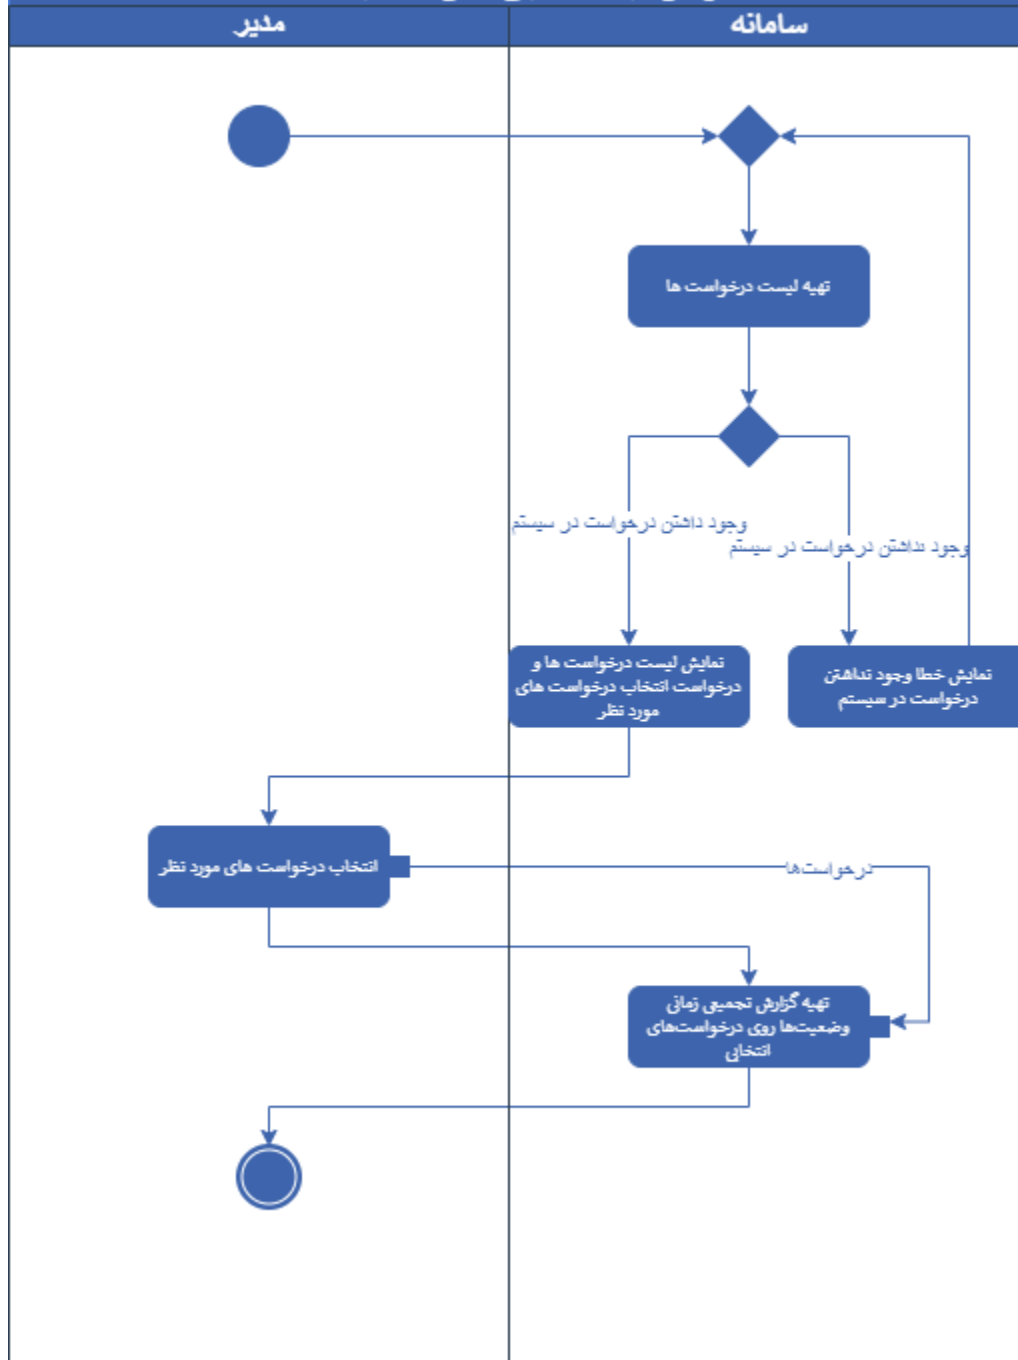 سامانه
مدیر
تهیه لیست درخواست ها
وجود داشتن درخواست در سیستم
وجود نداشتن درخواست در سیستم
نمایش خطا وجود نداشتن
درخواست در سیستم
نمایش لیست درخواست ها و
درخواست انتخاب درخواست های
مورد نظر
انتخاب درخواست های مورد نظر
درخواست‌ها
تهیه گزارش تجمیعی زمانی
وضعیت‌ها روی درخواست‌های
انتخابی